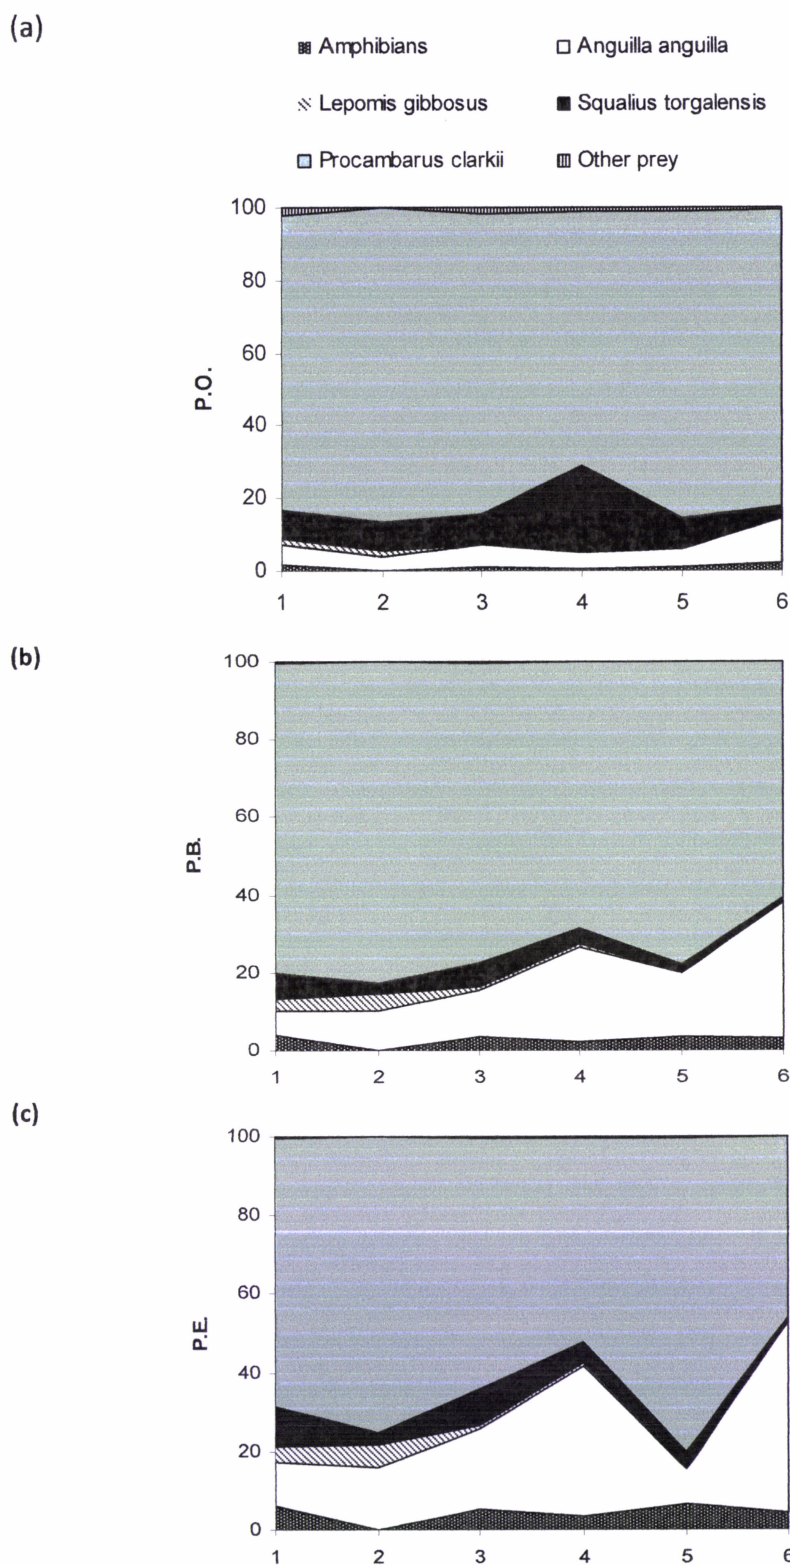 (a)
Amphibians Anguilla anguilla
Lepomis gibbosus Squalius torgalensis
Procambarus clarkii Other prey
100
80
60
40
20
0
P.O.
1 2 3 4 5 6
(b)
100
80
60
40
20
0
P.B.
1 2 3 4 5 6
(c)
100
80
60
40
20
0
P.E.
1 2 3 4 5 6